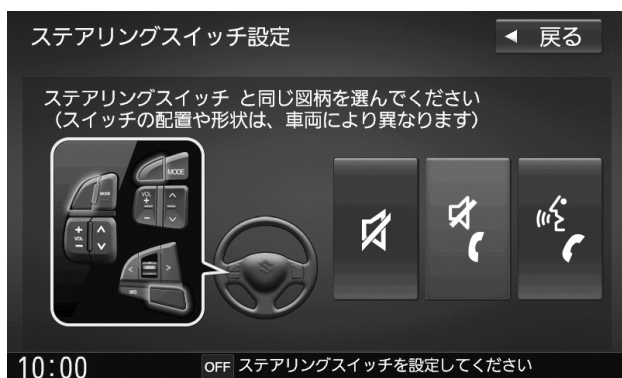 ステアリングスイッチ設定
◀ 戻る
ステアリングスイッチ と同じ図柄を選んでください
（スイッチの配置や形状は、車両により異なります）
MODE
VOL
+
−
MODE
+
VOL
−
INFO
10:00
OFF ステアリングスイッチを設定してください